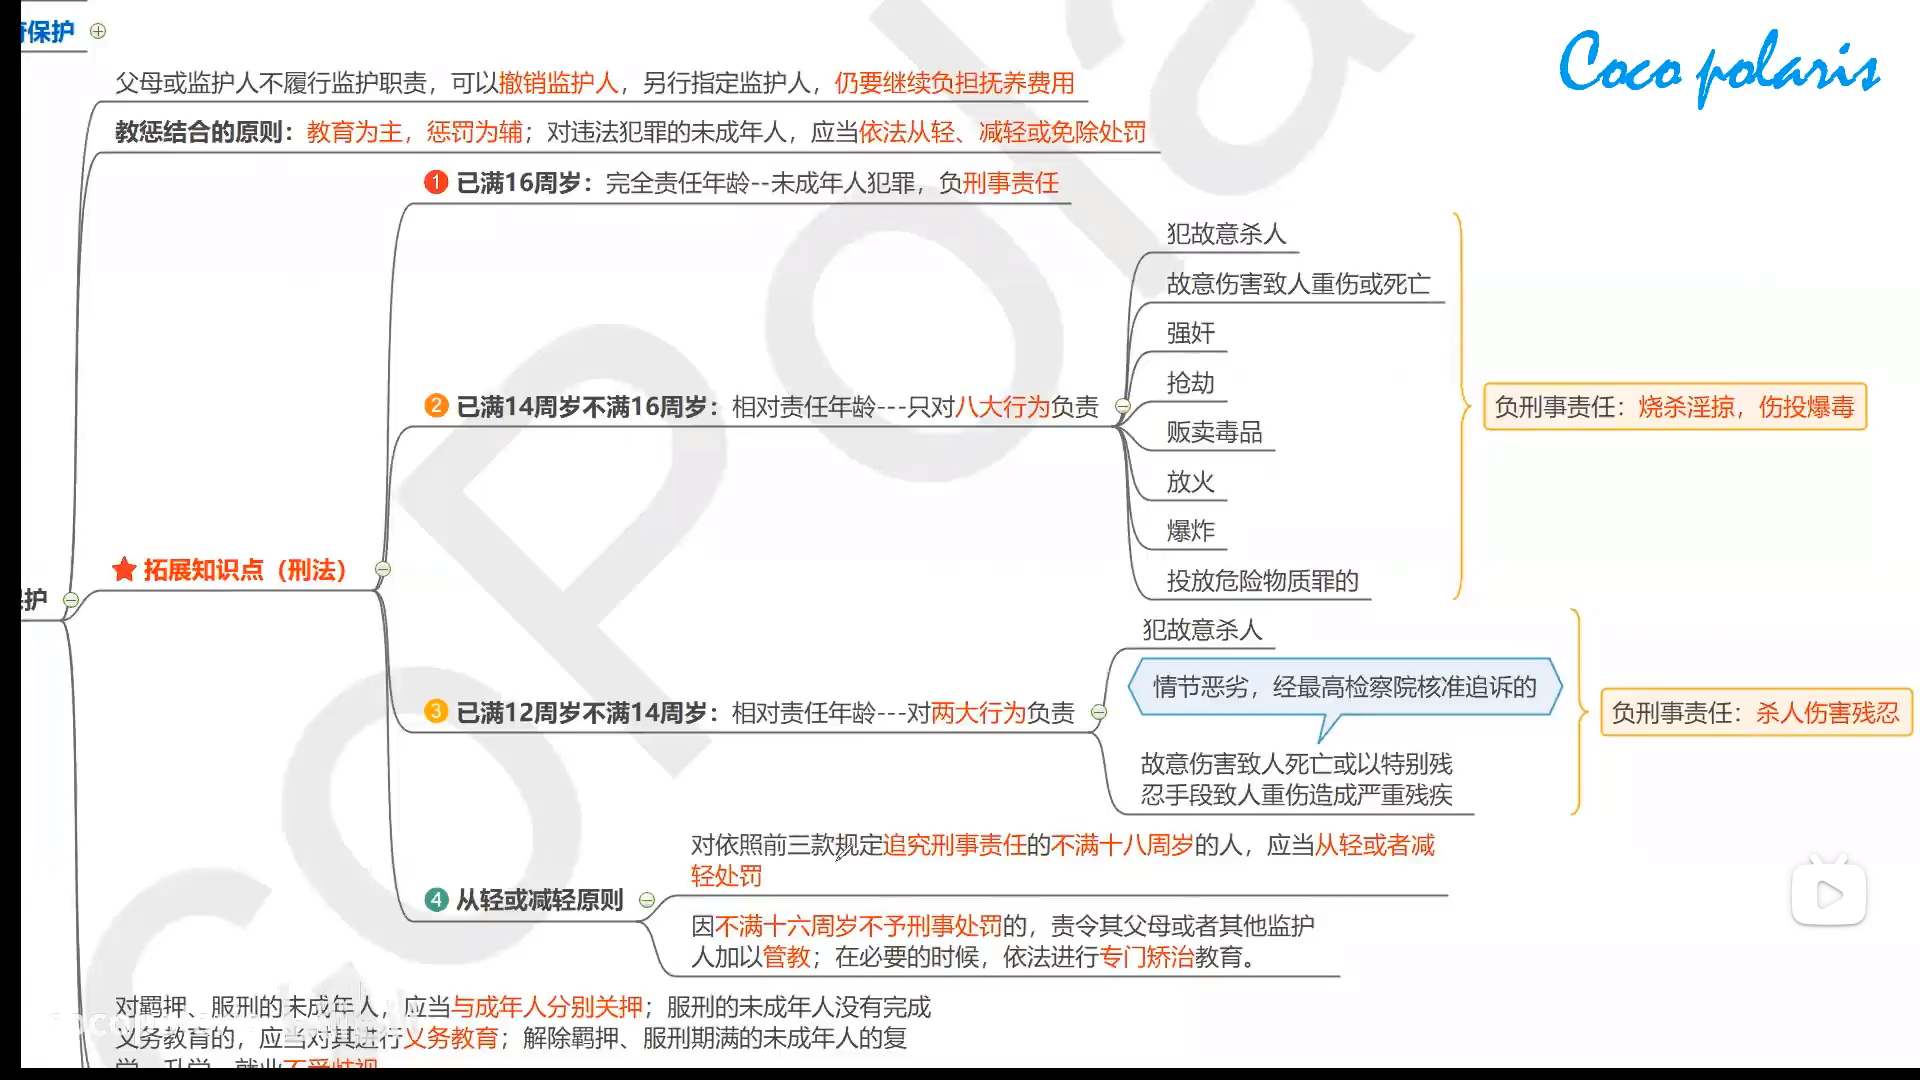 保护
Coco polaris
父母或监护人不履行监护职责，可以撤销监护人，另行指定监护人，仍要继续负担抚养费用
教惩结合的原则：教育为主，惩罚为辅；对违法犯罪的未成年人，应当依法从轻、减轻或免除处罚
1 已满16周岁：完全责任年龄--未成年人犯罪，负刑事责任
犯故意杀人
故意伤害致人重伤或死亡
强奸
抢劫
2 已满14周岁不满16周岁：相对责任年龄---只对八大行为负责
负刑事责任：烧杀淫掠，伤投爆毒
贩卖毒品
放火
爆炸
投放危险物质罪的
拓展知识点（刑法）
护
犯故意杀人
情节恶劣，经最高检察院核准追诉的
3 已满12周岁不满14周岁：相对责任年龄---对两大行为负责
负刑事责任：杀人伤害残忍
故意伤害致人死亡或以特别残
忍手段致人重伤造成严重残疾
对依照前三款规定追究刑事责任的不满十八周岁的人，应当从轻或者减
轻处罚
4 从轻或减轻原则
因不满十六周岁不予刑事处罚的，责令其父母或者其他监护
人加以管教；在必要的时候，依法进行专门矫治教育。
对羁押、服刑的未成年人，应当与成年人分别关押；服刑的未成年人没有完成
义务教育的，应当对其进行义务教育；解除羁押、服刑期满的未成年人的复
学、升学、就业不受歧视